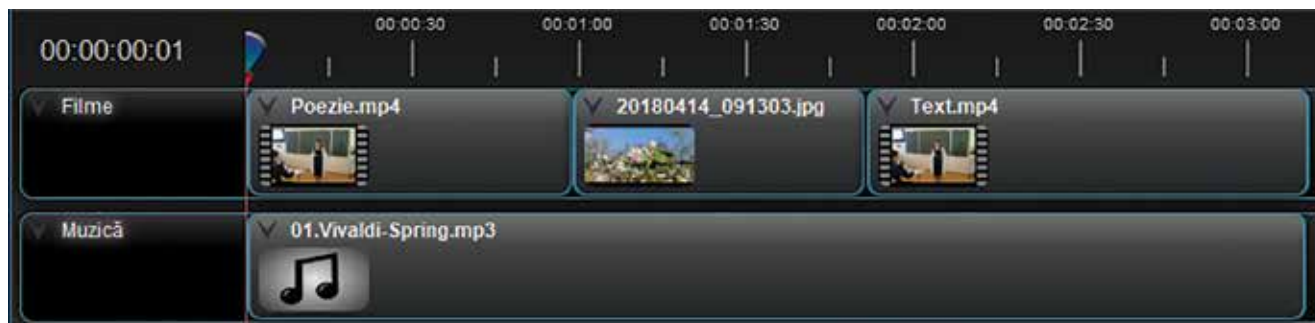 00:00:30 00:01:00 00:01:30 00:02:00 00:02:30 00:03:00
00:00:00:01
Filme Poezie.mp4 20180414_091303.jpg Text.mp4
Muzică 01.Vivaldi-Spring.mp3